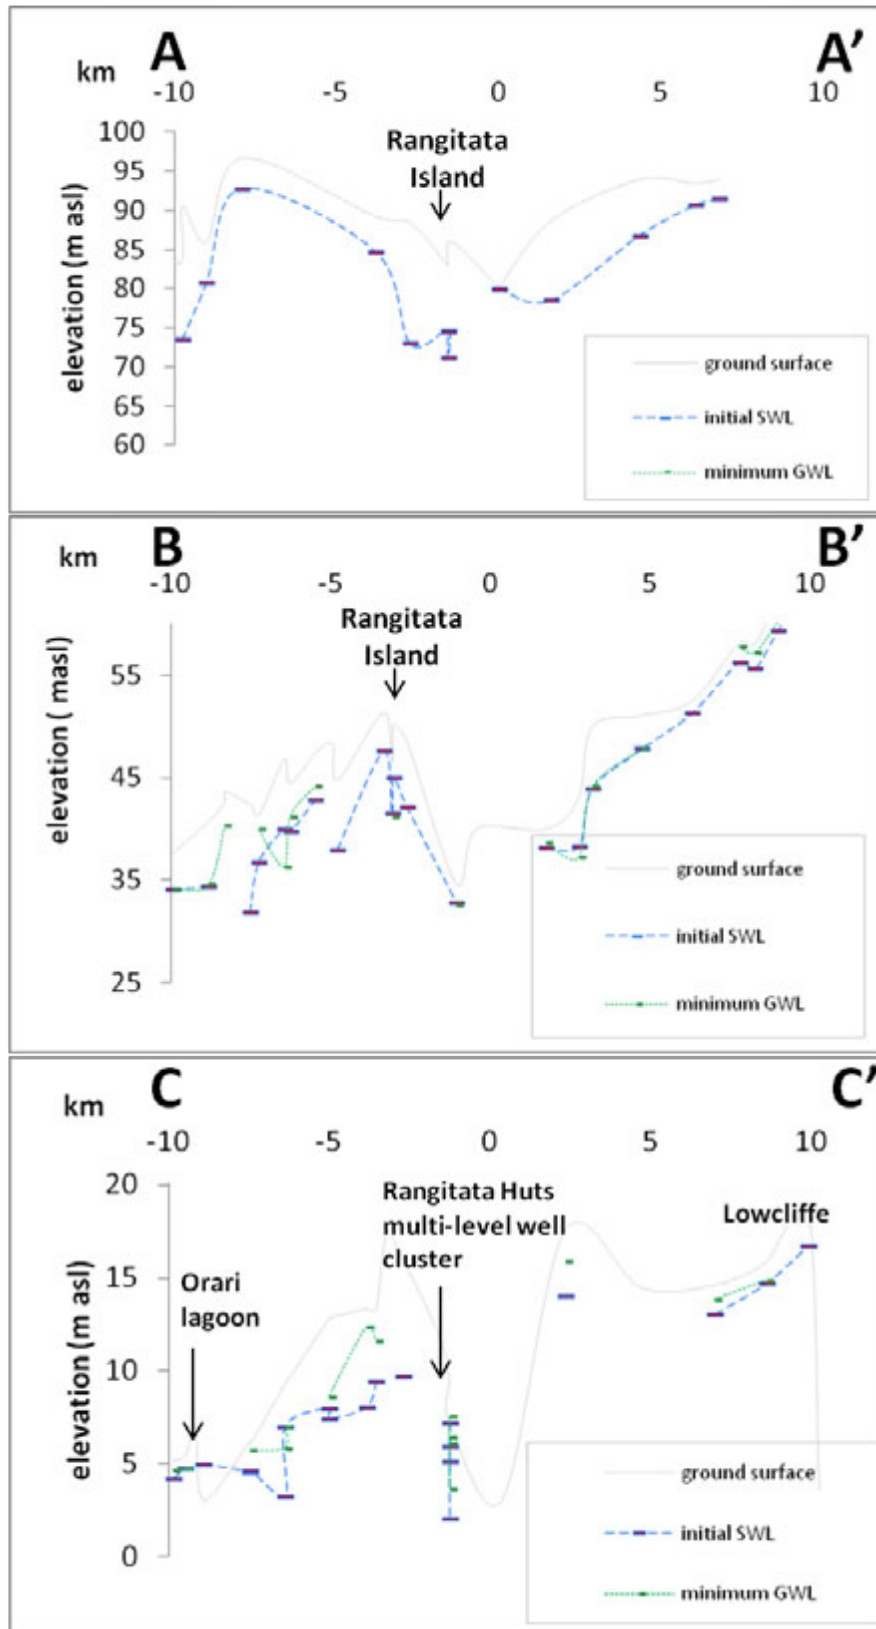 A
A’
km
-10
-5
0
5
10
Rangitata
Island
elevation (m asl)
100
95
90
85
80
75
70
65
60
ground surface
initial SWL
minimum GWL
B
B’
km
-10
-5
0
5
10
Rangitata
Island
elevation ( masl)
55
45
35
25
ground surface
initial SWL
minimum GWL
C
C’
km
-10
-5
0
5
10
Rangitata Huts
multi-level well
cluster
Lowcliffe
Orari
lagoon
elevation (m asl)
20
15
10
5
0
ground surface
initial SWL
minimum GWL